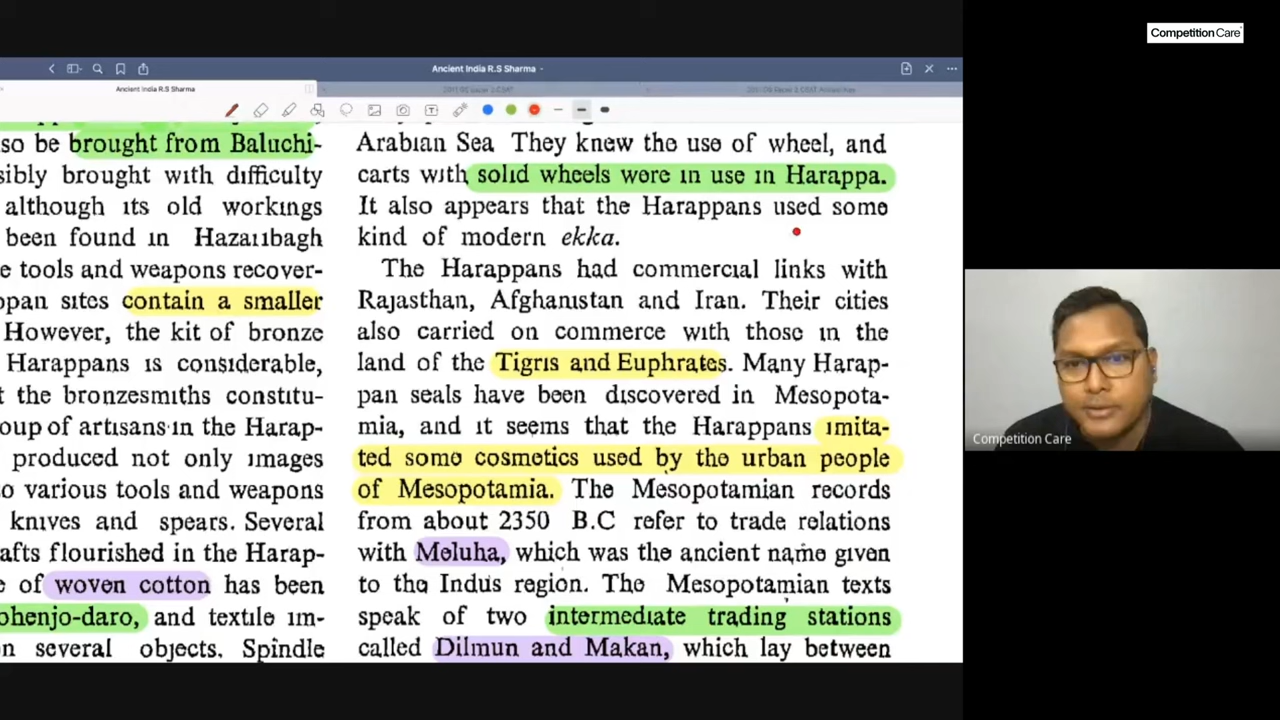 CompetitionCare
Ancient India R.S Sharma
Ancient India R.S Sharma
so be brought from Baluchi-
sibly brought with difficulty
although its old workings
been found in Hazaribagh
e tools and weapons recover-
ppan sites contain a smaller
However, the kit of bronze
Harappans is considerable,
t the bronzesmiths constitu-
oup of artisans in the Harap-
produced not only images
o various tools and weapons
knives and spears. Several
afts flourished in the Harap-
e of woven cotton has been
ohenjo-daro, and textile im-
n several objects. Spindle
Arabian Sea They knew the use of wheel, and
carts with solid wheels were in use in Harappa.
It also appears that the Harappans used some
kind of modern ekka.
The Harappans had commercial links with
Rajasthan, Afghanistan and Iran. Their cities
also carried on commerce with those in the
land of the Tigris and Euphrates. Many Harap-
pan seals have been discovered in Mesopota-
mia, and it seems that the Harappans imita-
ted some cosmetics used by the urban people
of Mesopotamia. The Mesopotamian records
from about 2350 B.C refer to trade relations
with Meluha, which was the ancient name given
to the Indus region. The Mesopotamian texts
speak of two intermediate trading stations
called Dilmun and Makan, which lay between
Competition Care